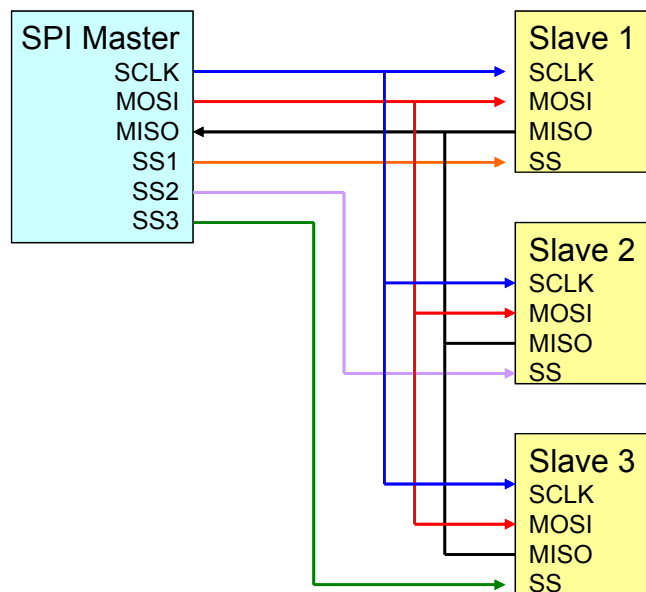 SPI Master
SCLK
MOSI
MISO
SS1
SS2
SS3
Slave 1
SCLK
MOSI
MISO
SS
Slave 2
SCLK
MOSI
MISO
SS
Slave 3
SCLK
MOSI
MISO
SS